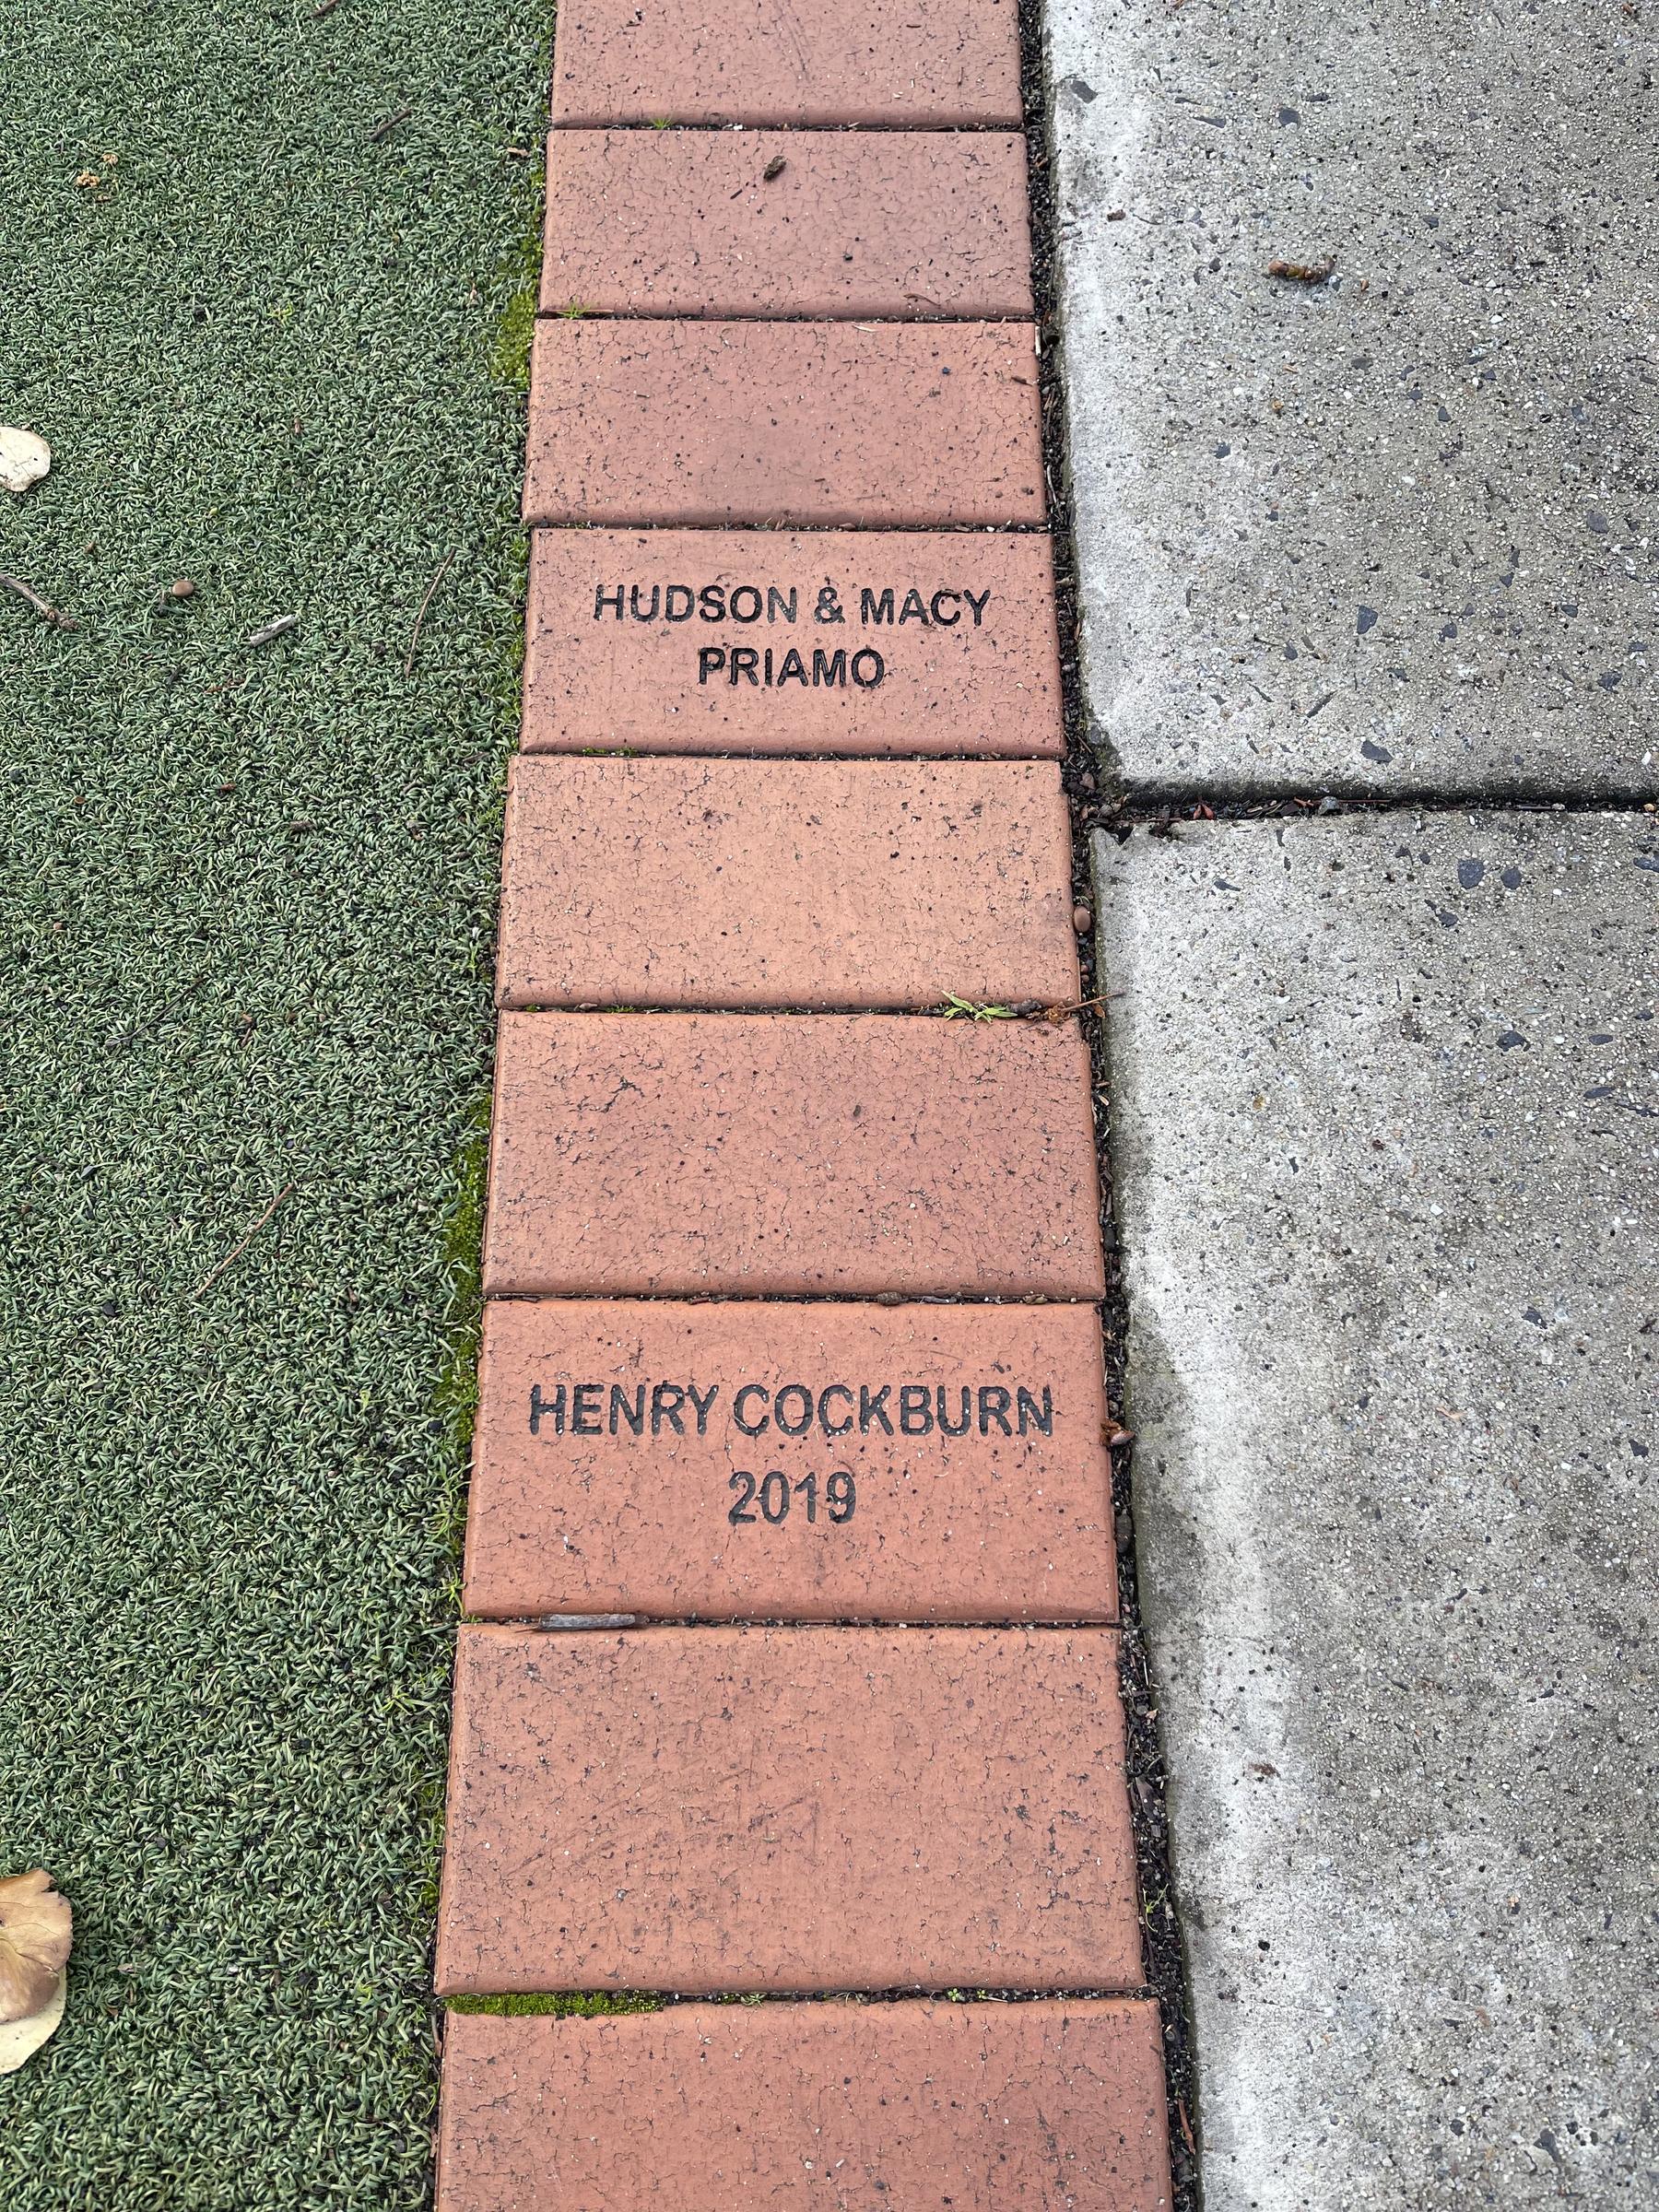 HUDSON & MACY
PRIAMO
HENRY COCKBURN
2019